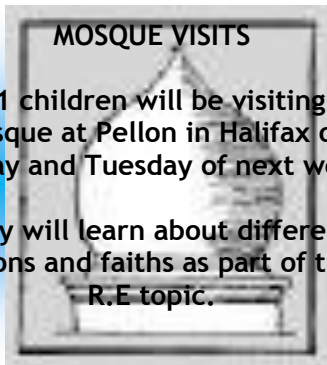 MOSQUE VISITS
1 children will be visiting
sque at Pellon in Halifax o
ay and Tuesday of next we
y will learn about differe
ons and faiths as part of t
R.E topic.